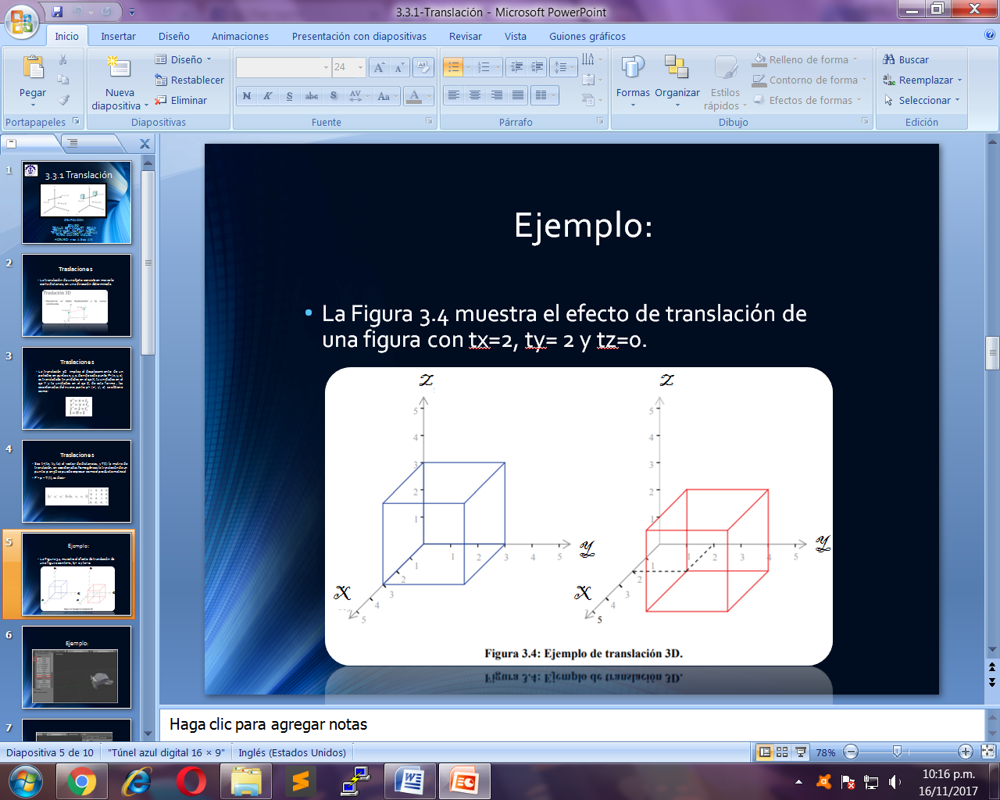 3.3.1-Translación - Microsoft PowerPoint
Inicio
Insertar
Diseño
Animaciones
Presentación con diapositivas
Revisar
Vista
Guiones gráficos
Pegar
Portapapeles
Nueva
diapositiva
Diseño
Restablecer
Eliminar
Diapositivas
24
N K S abc S AV Aa A
Fuente
Párrafo
Formas
Organizar
Estilos
rápidos
Relleno de forma
Contorno de forma
Efectos de formas
Dibujo
Buscar
Reemplazar
Seleccionar
Edición
1
3.3.1 Translación
2
Traslaciones
3
Traslaciones
4
Traslaciones
5
Ejemplo:
6
Ejemplo:
7
Ejemplo:
La Figura 3.4 muestra el efecto de translación de
una figura con tx=2, ty= 2 y tz=0.
Z
5
4
3
2
1
1 2 3 4 5
Y
1
2
3
4
5
X
Z
5
4
3
2
1
1 2 4 5
Y
2
3
4
5
X
Figura 3.4: Ejemplo de translación 3D.
Haga clic para agregar notas
Diapositiva 5 de 10
"Túnel azul digital 16 × 9"
Inglés (Estados Unidos)
78%
10:16 p.m.
16/11/2017